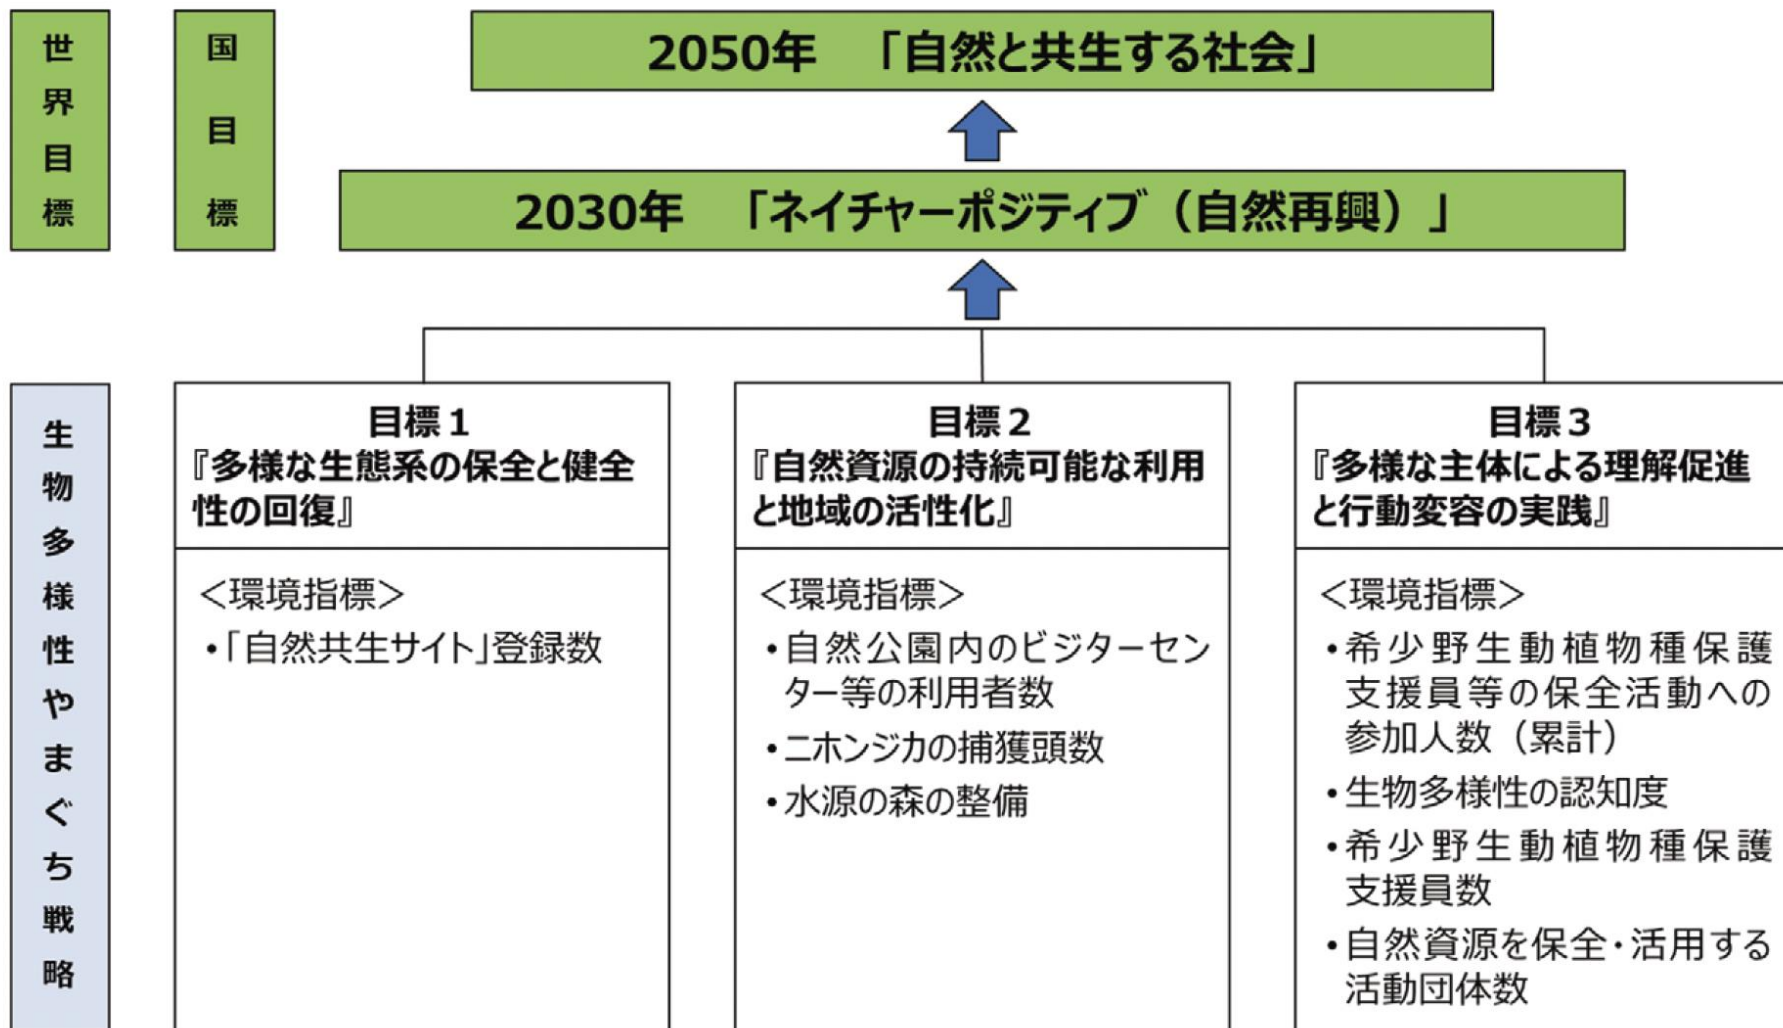 世界目標
国目標
2050年　「自然と共生する社会」
2030年　「ネイチャーポジティブ（自然再興）」
生物多様性やまぐち戦略
目標１
『多様な生態系の保全と健全
性の回復』
＜環境指標＞
・「自然共生サイト」登録数
目標２
『自然資源の持続可能な利用
と地域の活性化』
＜環境指標＞
・自然公園内のビジターセン
ター等の利用者数
・ニホンジカの捕獲頭数
・水源の森の整備
目標３
『多様な主体による理解促進
と行動変容の実践』
＜環境指標＞
・希少野生動植物種保護
支援員等の保全活動への
参加人数（累計）
・生物多様性の認知度
・希少野生動植物種保護
支援員数
・自然資源を保全・活用する
活動団体数